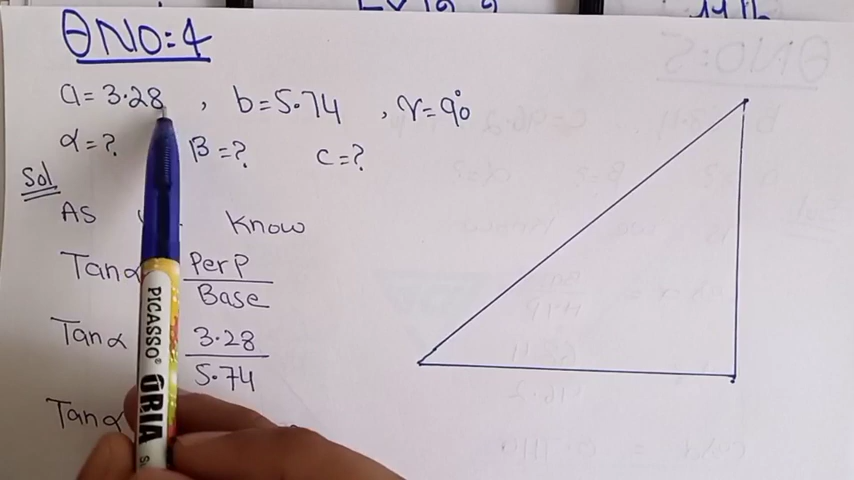 Q NO:4
a = 3.28 , b = 5.74 , γ = 90°
α = ? β = ? c = ?
Sol
As Know
Tan α Perp / Base
Tan α 3.28 / 5.74
Tan α
PICASSO ORIA